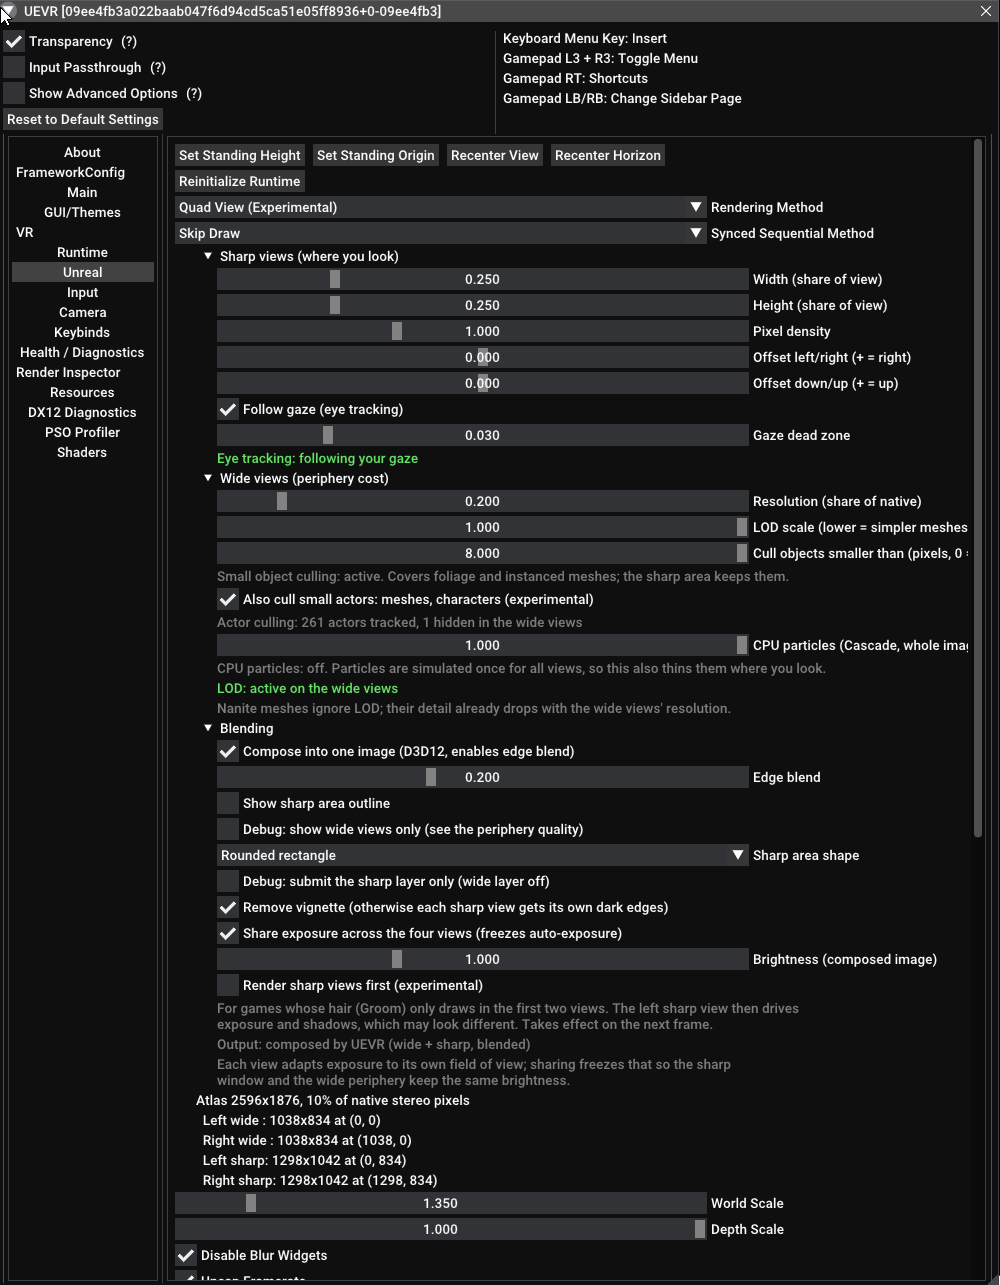 UEVR [09ee4fb3a022baab047f6d94cd5ca51e05ff8936+0-09ee4fb3]
Transparency (?)
Input Passthrough (?)
Show Advanced Options (?)
Reset to Default Settings
Keyboard Menu Key: Insert
Gamepad L3 + R3: Toggle Menu
Gamepad RT: Shortcuts
Gamepad LB/RB: Change Sidebar Page
About
FrameworkConfig
Main
GUI/Themes
VR
Runtime
Unreal
Input
Camera
Keybinds
Health / Diagnostics
Render Inspector
Resources
DX12 Diagnostics
PSO Profiler
Shaders
Set Standing Height Set Standing Origin Recenter View Recenter Horizon
Reinitialize Runtime
Quad View (Experimental) Rendering Method
Skip Draw Synced Sequential Method
Sharp views (where you look)
0.250 Width (share of view)
0.250 Height (share of view)
1.000 Pixel density
0.000 Offset left/right (+ = right)
0.000 Offset down/up (+ = up)
Follow gaze (eye tracking)
0.030 Gaze dead zone
Eye tracking: following your gaze
Wide views (periphery cost)
0.200 Resolution (share of native)
1.000 LOD scale (lower = simpler meshes
8.000 Cull objects smaller than (pixels, 0 =
Small object culling: active. Covers foliage and instanced meshes; the sharp area keeps them.
Also cull small actors: meshes, characters (experimental)
Actor culling: 261 actors tracked, 1 hidden in the wide views
1.000 CPU particles (Cascade, whole
CPU particles: off. Particles are simulated once for all views, so this also thins them where you look.
LOD: active on the wide views
Nanite meshes ignore LOD; their detail already drops with the wide views' resolution.
Blending
Compose into one image (D3D12, enables edge blend)
0.200 Edge blend
Show sharp area outline
Debug: show wide views only (see the periphery quality)
Rounded rectangle Sharp area shape
Debug: submit the sharp layer only (wide layer off)
Remove vignette (otherwise each sharp view gets its own dark edges)
Share exposure across the four views (freezes auto-exposure)
1.000 Brightness (composed image)
Render sharp views first (experimental)
For games whose hair (Groom) only draws in the first two views. The left sharp view then drives
exposure and shadows, which may look different. Takes effect on the next frame.
Output: composed by UEVR (wide + sharp, blended)
Each view adapts exposure to its own field of view; sharing freezes that so the sharp
window and the wide periphery keep the same brightness.
Atlas 2596x1876, 10% of native stereo pixels
Left wide : 1038x834 at (0, 0)
Right wide : 1038x834 at (1038, 0)
Left sharp: 1298x1042 at (0, 834)
Right sharp: 1298x1042 at (1298, 834)
1.350 World Scale
1.000 Depth Scale
Disable Blur Widgets